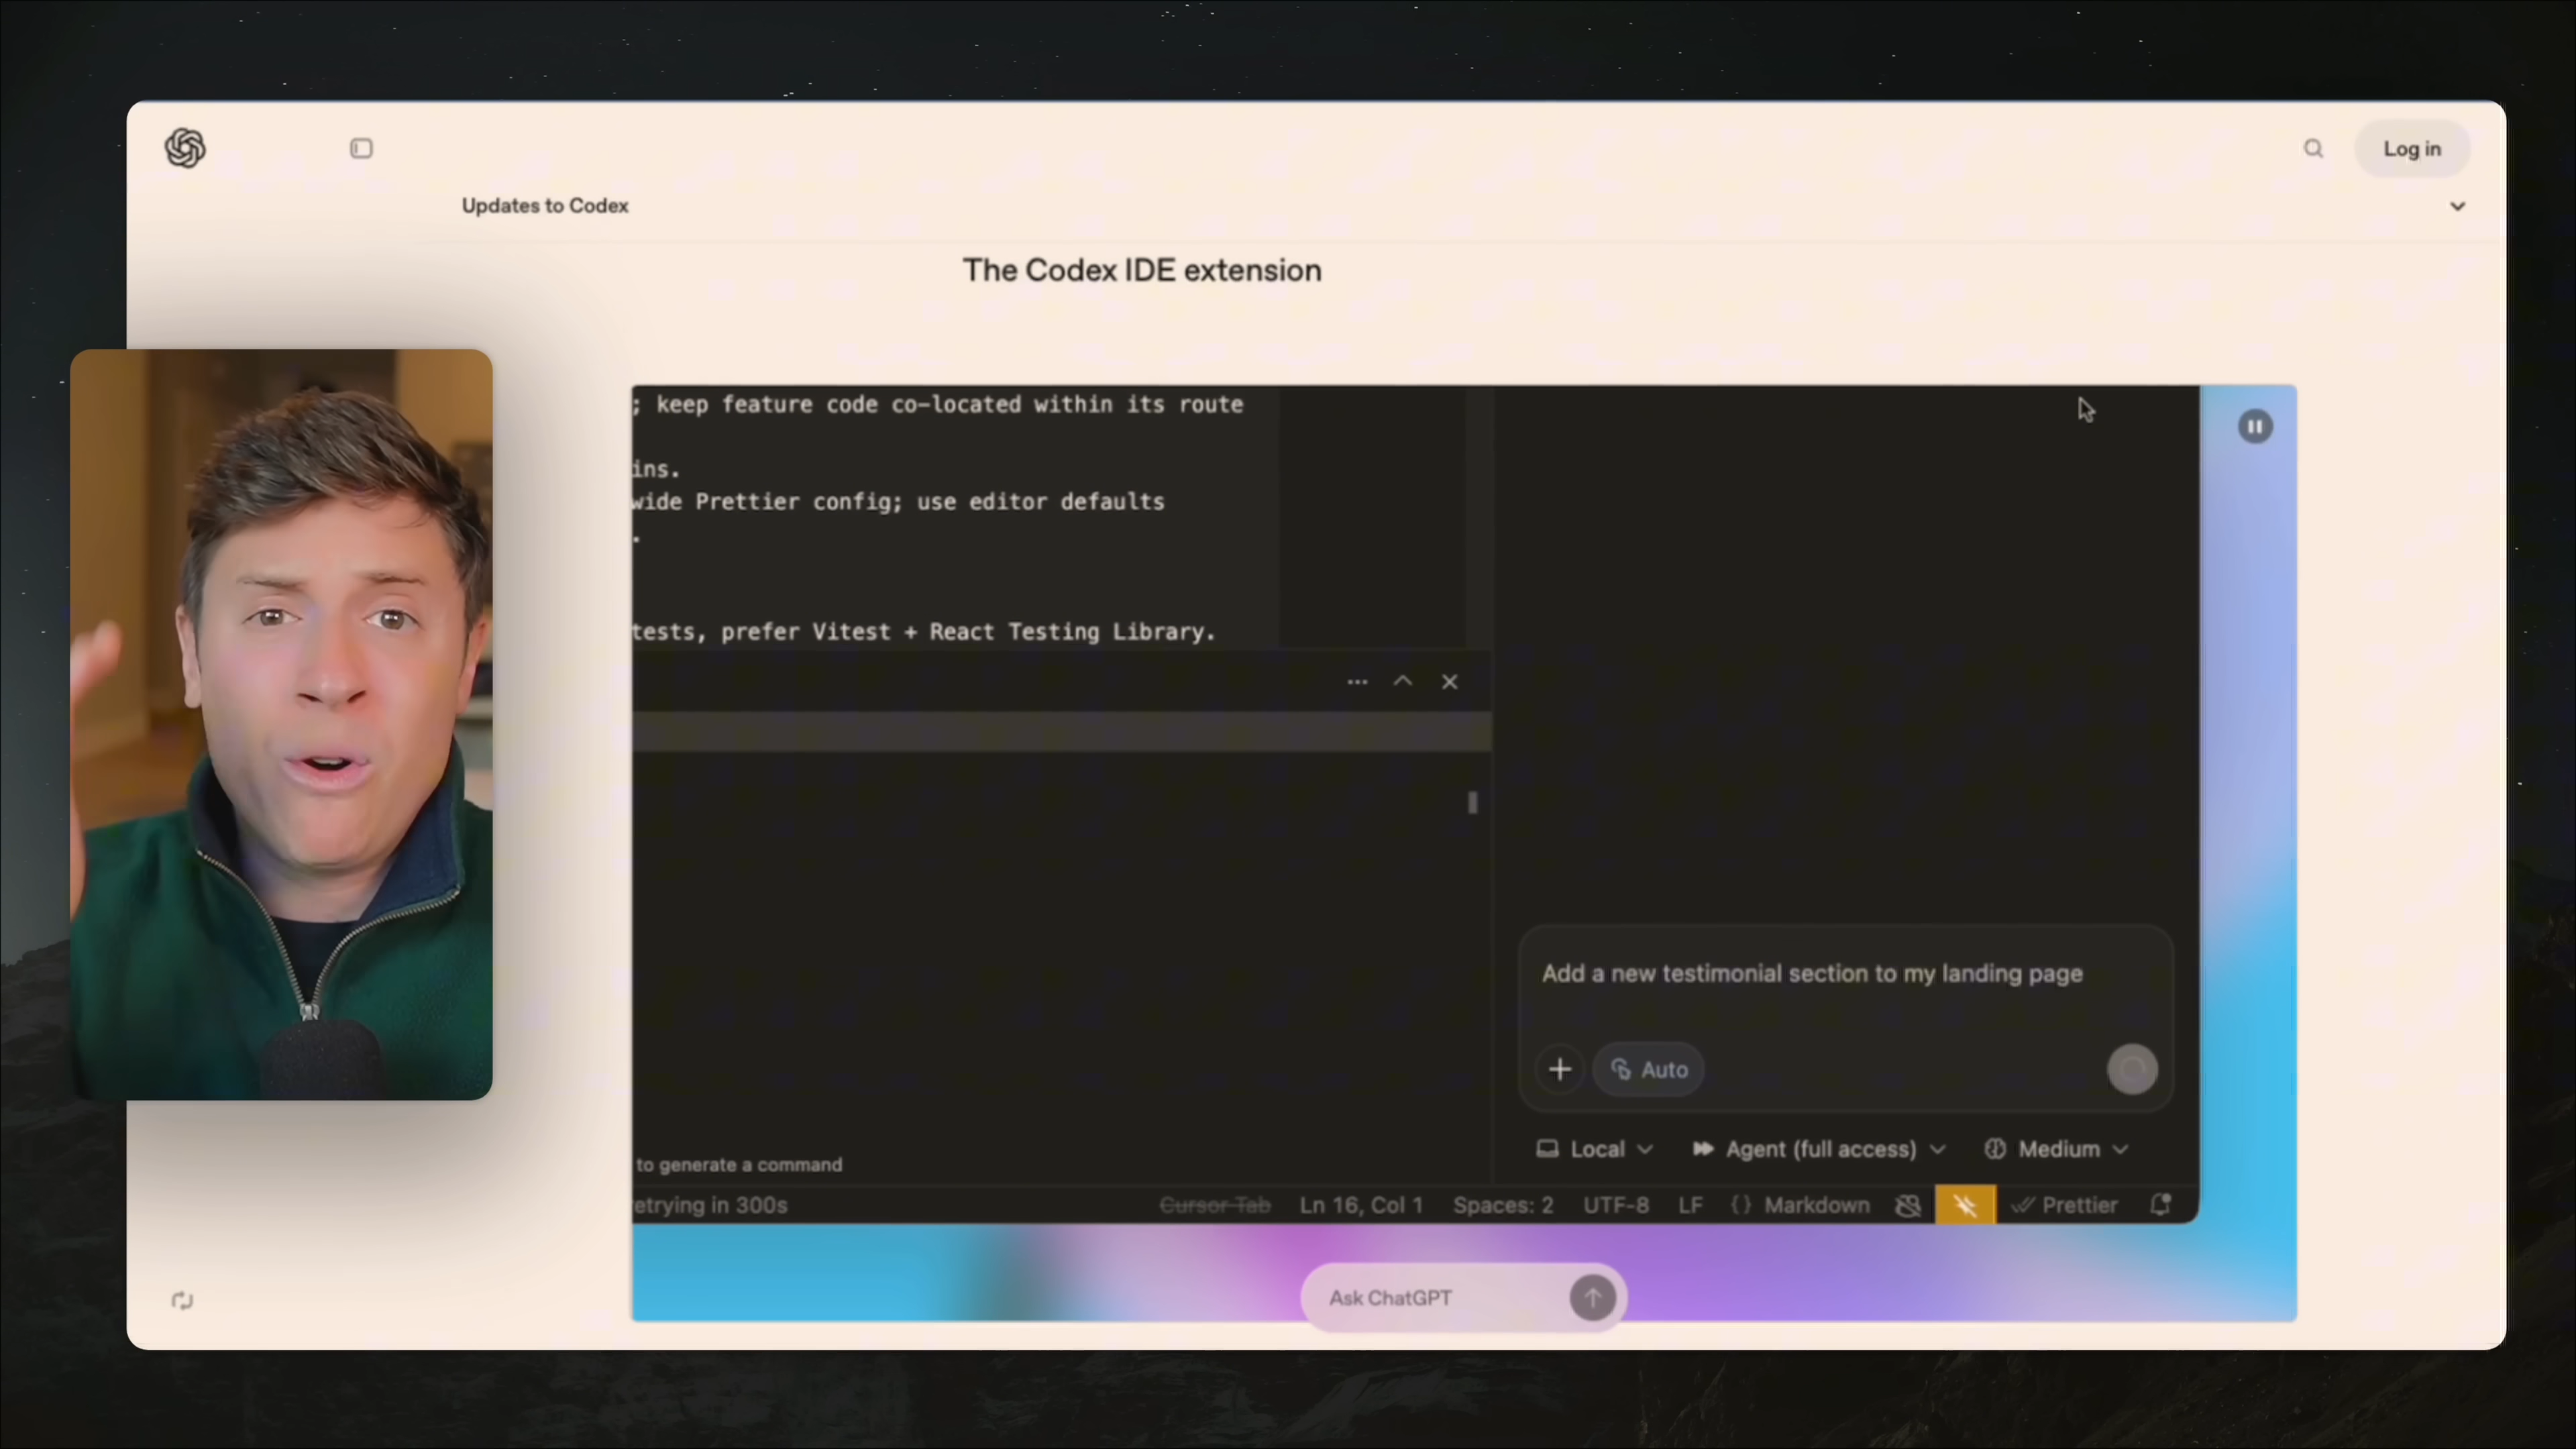 Log in
Updates to Codex
The Codex IDE extension
; keep feature code co-located within its route
ins.
wide Prettier config; use editor defaults
.
tests, prefer Vitest + React Testing Library.
Add a new testimonial section to my landing page
Auto
Local
Agent (full access)
Medium
to generate a command
etrying in 300s
Cursor Tab
Ln 16, Col 1
Spaces: 2
UTF-8
LF
{} Markdown
Prettier
Ask ChatGPT